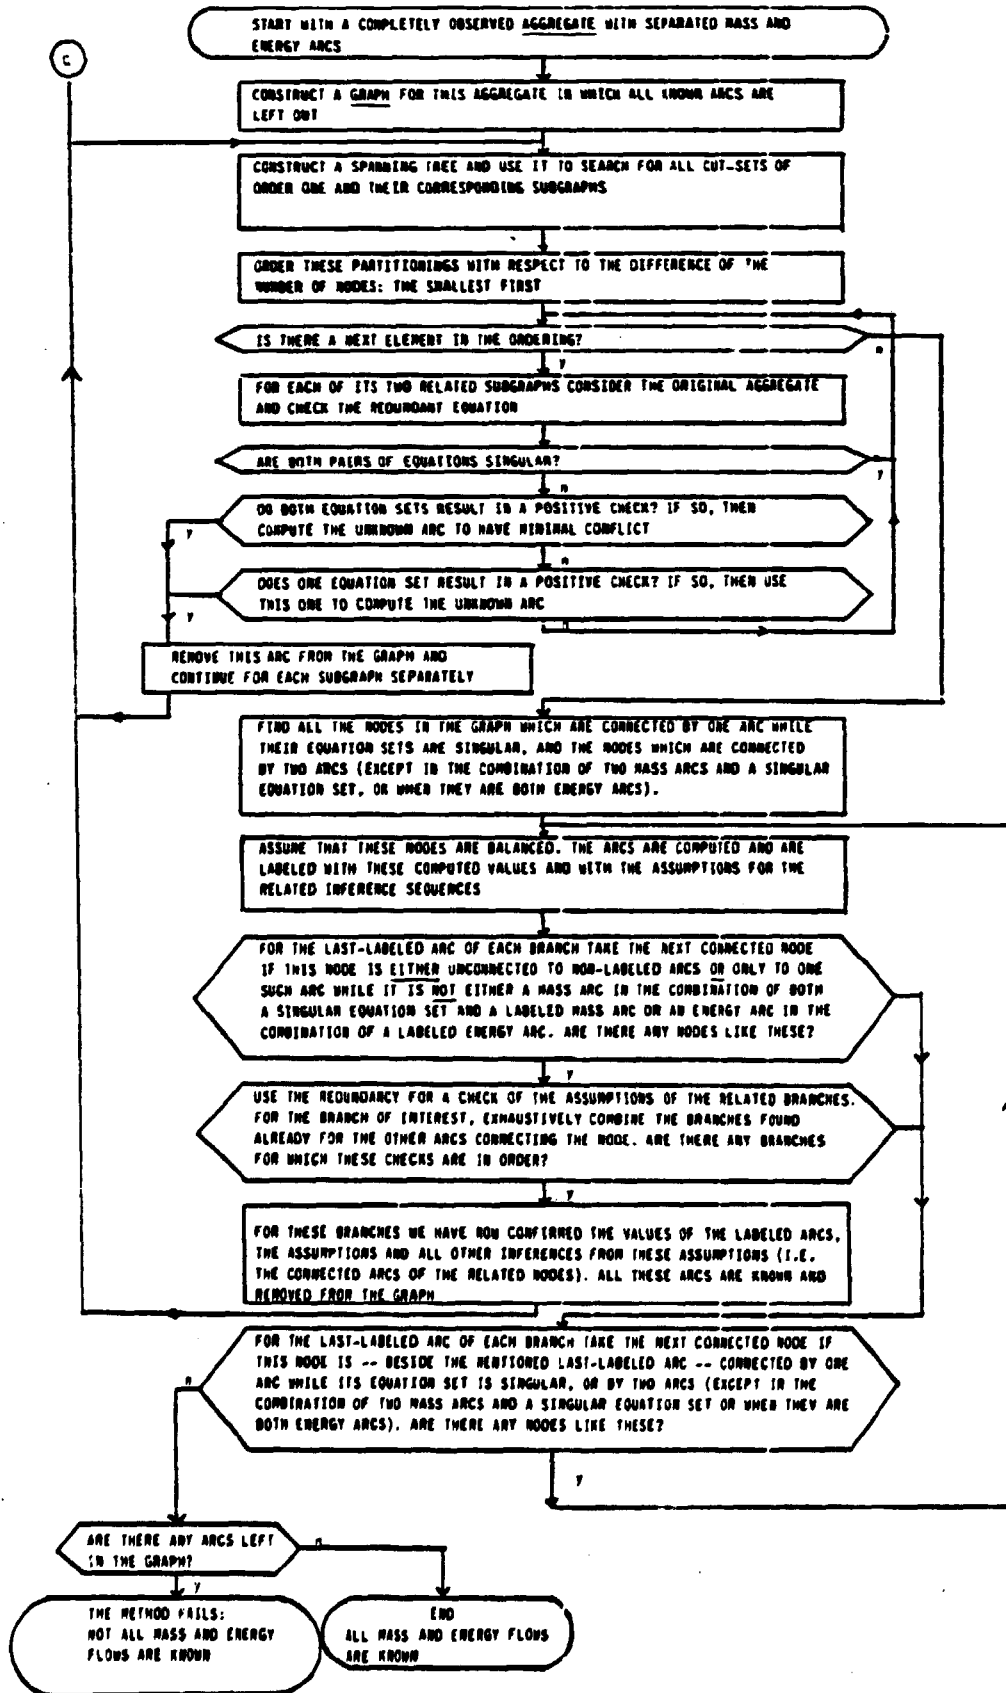 START WITH A COMPLETELY OBSERVED AGGREGATE WITH SEPARATED MASS AND
ENERGY ARCS
C
CONSTRUCT A GRAPH FOR THIS AGGREGATE IN WHICH ALL KNOWN ARCS ARE
LEFT OUT
CONSTRUCT A SPANNING TREE AND USE IT TO SEARCH FOR ALL CUT-SETS OF
ORDER ONE AND THEIR CORRESPONDING SUBGRAPHS
ORDER THESE PARTITIONINGS WITH RESPECT TO THE DIFFERENCE OF THE
NUMBER OF NODES: THE SMALLEST FIRST
IS THERE A NEXT ELEMENT IN THE ORDERING?
n
y
FOR EACH OF ITS TWO RELATED SUBGRAPHS CONSIDER THE ORIGINAL AGGREGATE
AND CHECK THE REDUNDANT EQUATION
ARE BOTH PAIRS OF EQUATIONS SINGULAR?
y
n
DO BOTH EQUATION SETS RESULT IN A POSITIVE CHECK? IF SO, THEN
COMPUTE THE UNKNOWN ARC TO HAVE MINIMAL CONFLICT
y
n
DOES ONE EQUATION SET RESULT IN A POSITIVE CHECK? IF SO, THEN USE
THIS ONE TO COMPUTE THE UNKNOWN ARC
y
n
REMOVE THIS ARC FROM THE GRAPH AND
CONTINUE FOR EACH SUBGRAPH SEPARATELY
FIND ALL THE NODES IN THE GRAPH WHICH ARE CONNECTED BY ONE ARC WHILE
THEIR EQUATION SETS ARE SINGULAR, AND THE NODES WHICH ARE CONNECTED
BY TWO ARCS (EXCEPT IN THE COMBINATION OF TWO MASS ARCS AND A SINGULAR
EQUATION SET, OR WHEN THEY ARE BOTH ENERGY ARCS).
ASSUME THAT THESE NODES ARE BALANCED. THE ARCS ARE COMPUTED AND ARE
LABELED WITH THESE COMPUTED VALUES AND WITH THE ASSUMPTIONS FOR THE
RELATED INFERENCE SEQUENCES
FOR THE LAST-LABELED ARC OF EACH BRANCH TAKE THE NEXT CONNECTED NODE
IF THIS NODE IS EITHER UNCONNECTED TO NON-LABELED ARCS OR ONLY TO ONE
SUCH ARC WHILE IT IS NOT EITHER A MASS ARC IN THE COMBINATION OF BOTH
A SINGULAR EQUATION SET AND A LABELED MASS ARC OR AN ENERGY ARC IN THE
COMBINATION OF A LABELED ENERGY ARC. ARE THERE ANY NODES LIKE THESE?
y
USE THE REDUNDANCY FOR A CHECK OF THE ASSUMPTIONS OF THE RELATED BRANCHES.
FOR THE BRANCH OF INTEREST, EXHAUSTIVELY COMBINE THE BRANCHES FOUND
ALREADY FOR THE OTHER ARCS CONNECTING THE NODE. ARE THERE ANY BRANCHES
FOR WHICH THESE CHECKS ARE IN ORDER?
y
FOR THESE BRANCHES WE HAVE NOW CONFIRMED THE VALUES OF THE LABELED ARCS,
THE ASSUMPTIONS AND ALL OTHER INFERENCES FROM THESE ASSUMPTIONS (I.E.
THE CONNECTED ARCS OF THE RELATED NODES). ALL THESE ARCS ARE KNOWN AND
REMOVED FROM THE GRAPH
FOR THE LAST-LABELED ARC OF EACH BRANCH TAKE THE NEXT CONNECTED NODE IF
THIS NODE IS -- BESIDE THE MENTIONED LAST-LABELED ARC -- CONNECTED BY ONE
ARC WHILE ITS EQUATION SET IS SINGULAR, OR BY TWO ARCS (EXCEPT IN THE
COMBINATION OF TWO MASS ARCS AND A SINGULAR EQUATION SET OR WHEN THEY ARE
BOTH ENERGY ARCS). ARE THERE ANY NODES LIKE THESE?
n
y
ARE THERE ANY ARCS LEFT
IN THE GRAPH?
n
y
THE METHOD FAILS:
NOT ALL MASS AND ENERGY
FLOWS ARE KNOWN
END
ALL MASS AND ENERGY FLOWS
ARE KNOWN